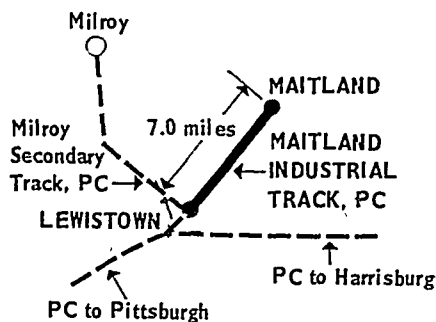 Milroy
MAITLAND
7.0 miles
Milroy
Secondary
Track, PC
MAITLAND
INDUSTRIAL
TRACK, PC
LEWISTOWN
PC to Harrisburg
PC to Pittsburgh